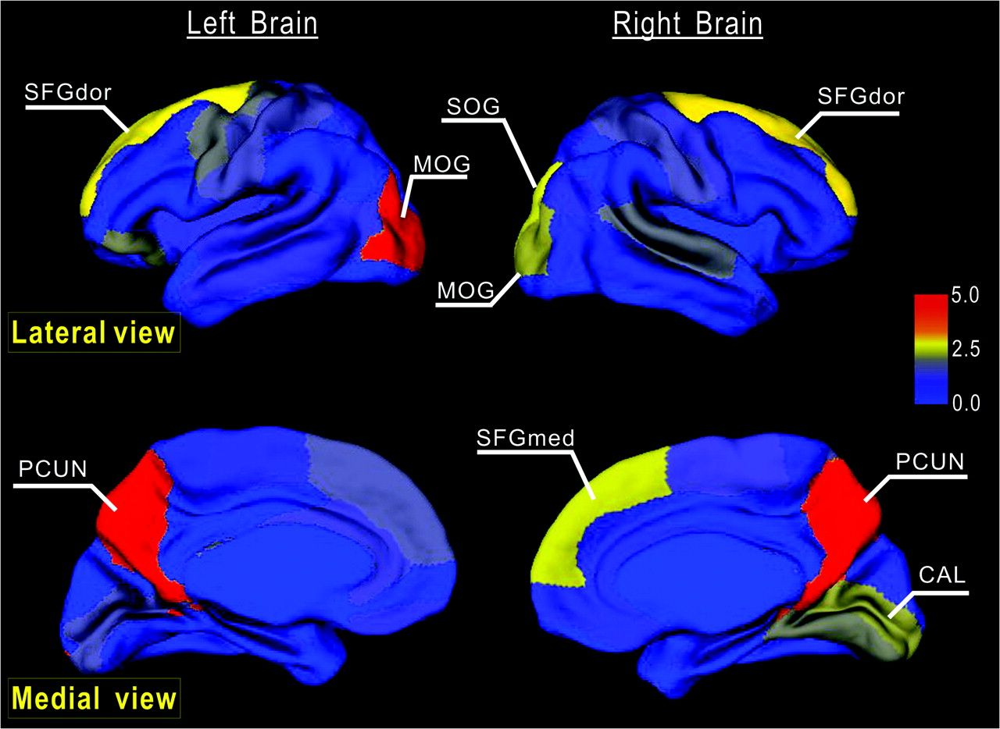 Left Brain
Right Brain
SFGdor
SOG
SFGdor
MOG
MOG
5.0
2.5
0.0
Lateral view
SFGmed
PCUN
PCUN
CAL
Medial view